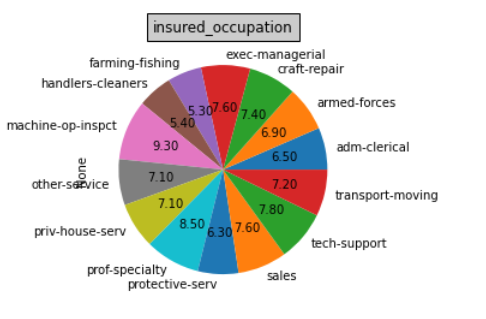 insured_occupation
exec-managerial
farming-fishing
craft-repair
handlers-cleaners
armed-forces
machine-op-inspct
adm-clerical
none
other-service
transport-moving
priv-house-serv
tech-support
prof-specialty
sales
protective-serv
7.60
5.30
7.40
5.40
6.90
9.30
6.50
7.10
7.20
7.10
7.80
8.50
7.60
6.30